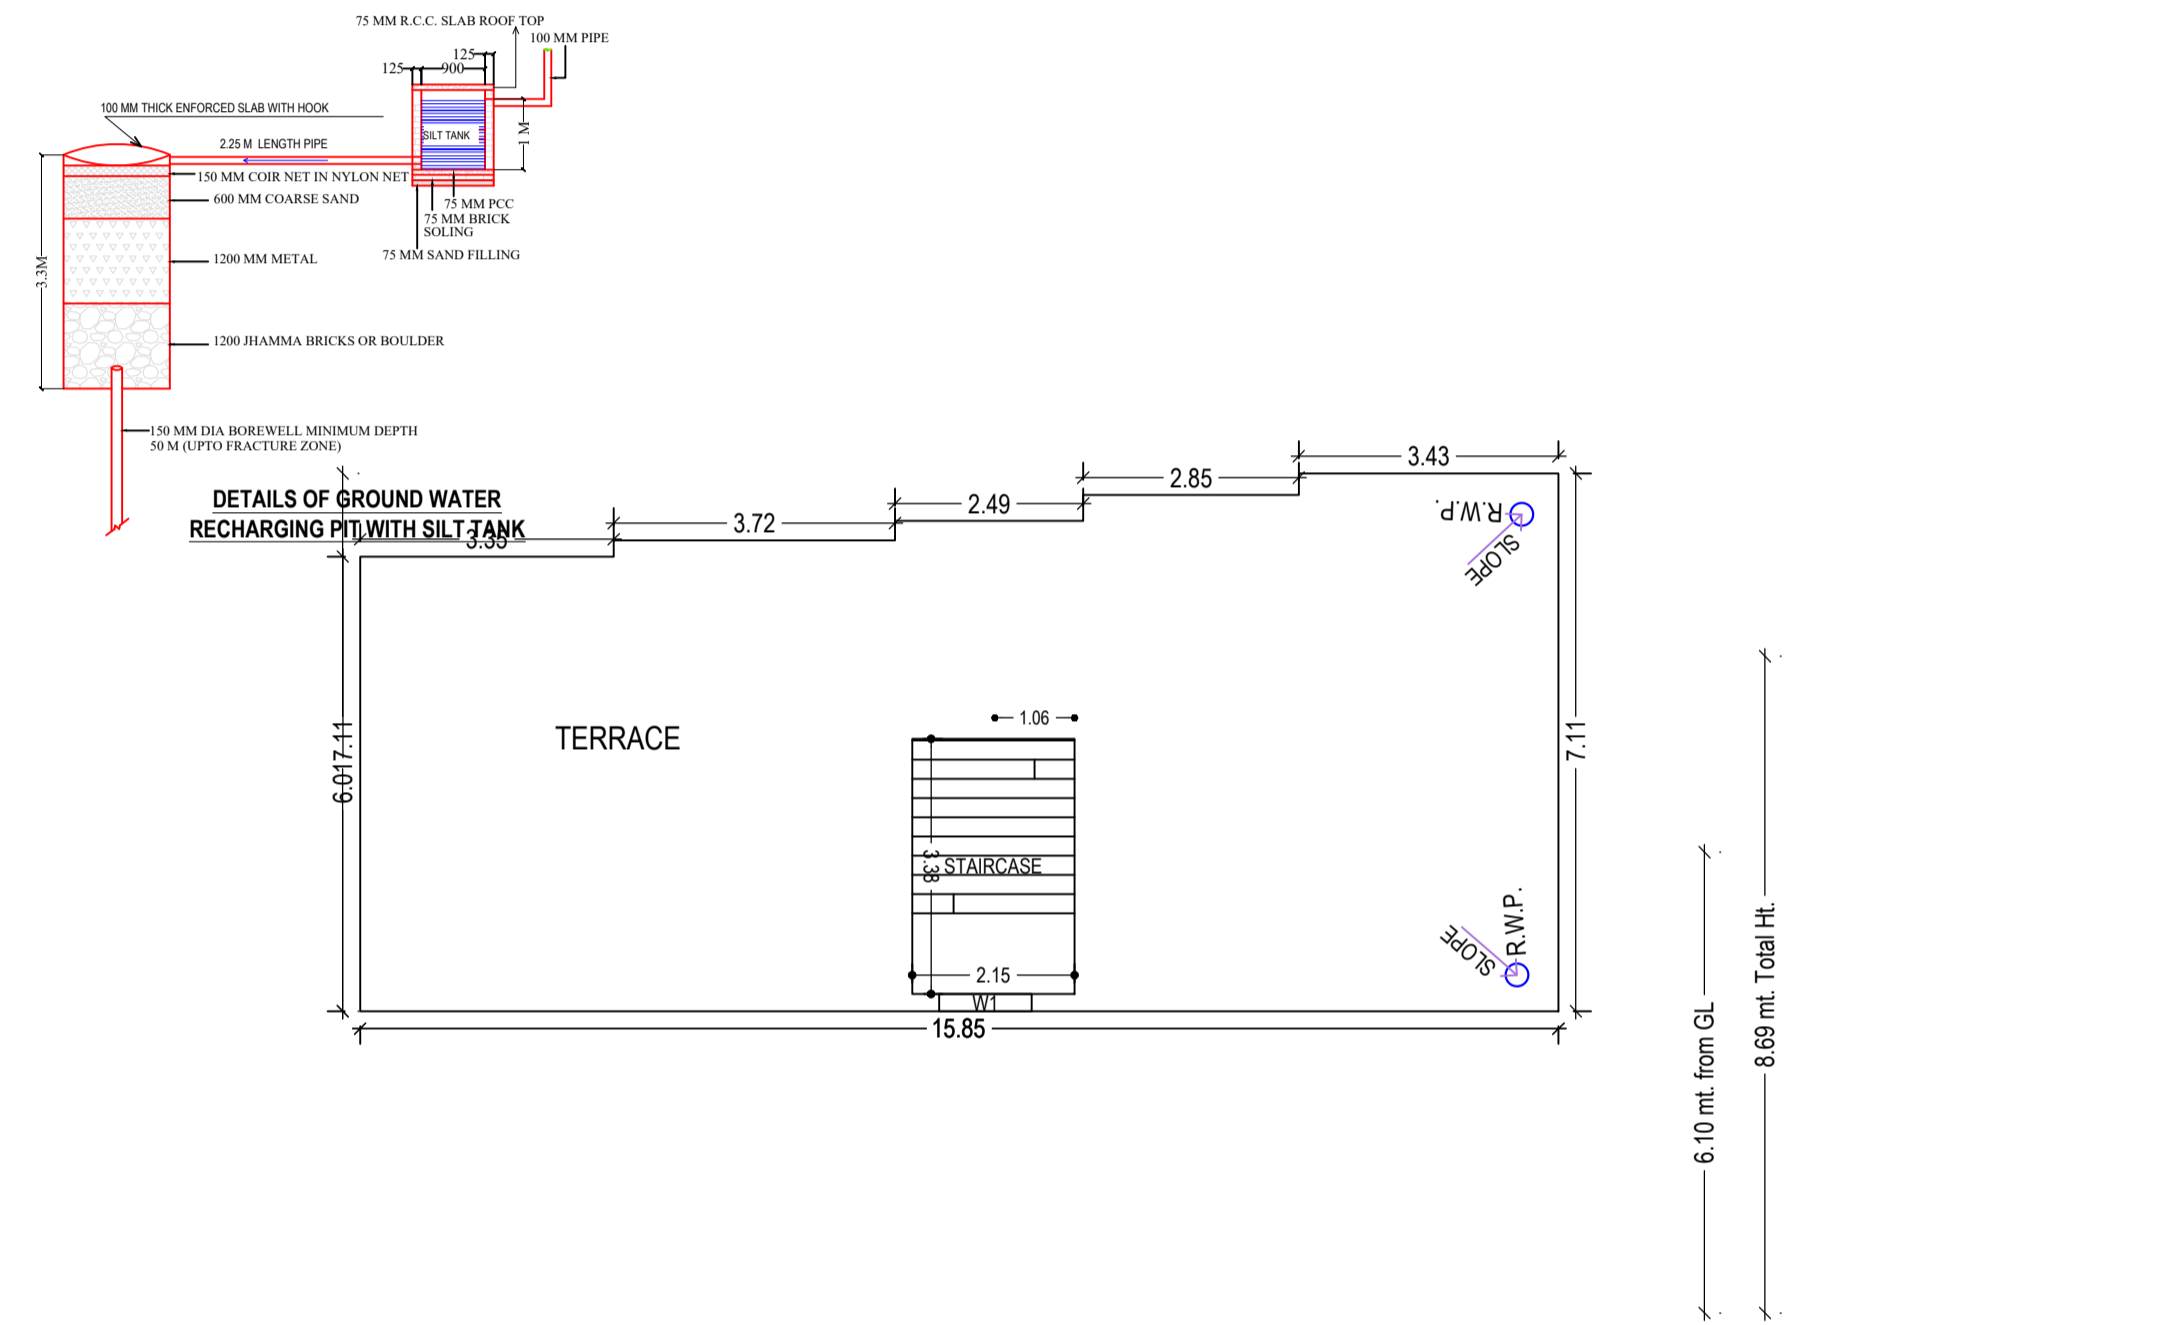 75 MM R.C.C. SLAB ROOF TOP
100 MM PIPE
125
125
900
100 MM THICK ENFORCED SLAB WITH HOOK
SILT TANK
1 M
2.25 M LENGTH PIPE
150 MM COIR NET IN NYLON NET
600 MM COARSE SAND
75 MM PCC
75 MM BRICK
SOLING
75 MM SAND FILLING
1200 MM METAL
3.3M
1200 JHAMMA BRICKS OR BOULDER
150 MM DIA BOREWELL MINIMUM DEPTH
50 M (UPTO FRACTURE ZONE)
DETAILS OF GROUND WATER
RECHARGING PIT WITH SILT TANK
3.35
3.72
2.49
2.85
3.43
R.W.P.
SLOPE
6.01
7.11
TERRACE
1.06
7.11
3.38
STAIRCASE
2.15
W1
R.W.P.
SLOPE
15.85
6.10 mt. from GL
8.69 mt. Total Ht.